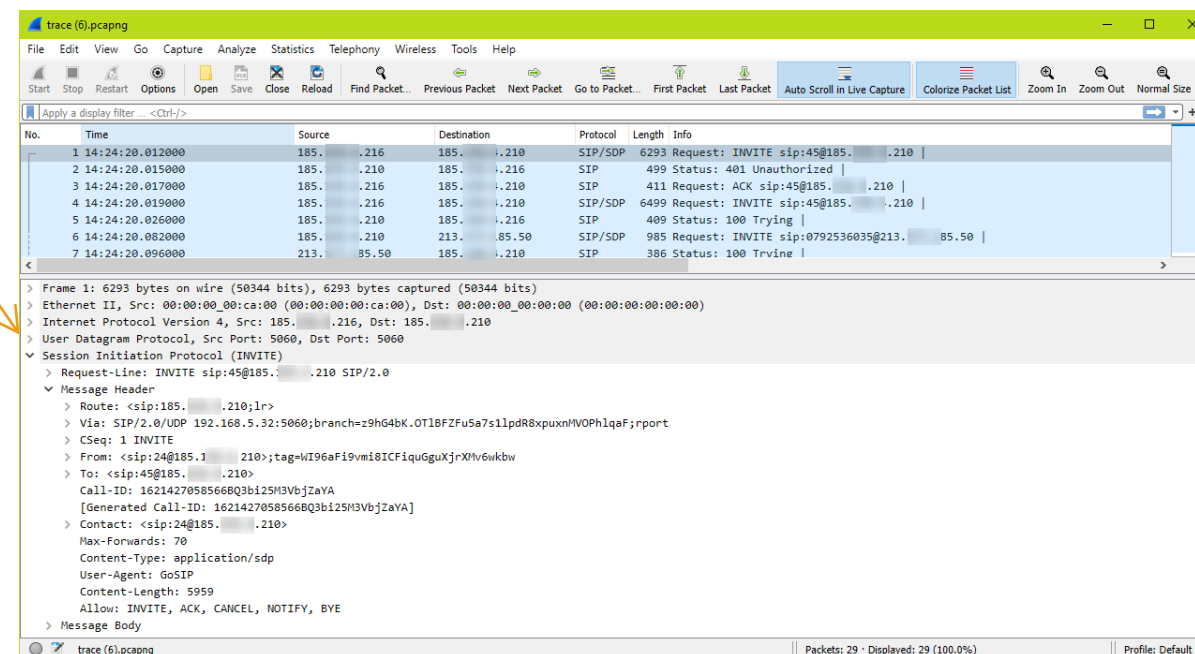 trace (6).pcapng
File Edit View Go Capture Analyze Statistics Telephony Wireless Tools Help
Start Stop Restart Options Open Save Close Reload Find Packet... Previous Packet Next Packet Go to Packet... First Packet Last Packet Auto Scroll in Live Capture Colorize Packet List Zoom In Zoom Out Normal Size
Apply a display filter ... <Ctrl-/>
No. Time Source Destination Protocol Length Info
1 14:24:20.012000 185. .216 185. .210 SIP/SDP 6293 Request: INVITE sip:45@185. .210 |
2 14:24:20.015000 185. .210 185. .216 SIP 499 Status: 401 Unauthorized |
3 14:24:20.017000 185. .216 185. .210 SIP 411 Request: ACK sip:45@185. .210 |
4 14:24:20.019000 185. .216 185. .210 SIP/SDP 6499 Request: INVITE sip:45@185. .210 |
5 14:24:20.026000 185. .210 185. .216 SIP 409 Status: 100 Trying |
6 14:24:20.082000 185. .210 213. 85.50 SIP/SDP 985 Request: INVITE sip:0792536035@213. 85.50 |
7 14:24:20.096000 213. 85.50 185. .210 SIP 386 Status: 100 Trying |
Frame 1: 6293 bytes on wire (50344 bits), 6293 bytes captured (50344 bits)
Ethernet II, Src: 00:00:00_00:ca:00 (00:00:00:00:ca:00), Dst: 00:00:00_00:00:00 (00:00:00:00:00:00)
Internet Protocol Version 4, Src: 185. .216, Dst: 185. .210
User Datagram Protocol, Src Port: 5060, Dst Port: 5060
Session Initiation Protocol (INVITE)
Request-Line: INVITE sip:45@185. .210 SIP/2.0
Message Header
Route: <sip:185. .210;lr>
Via: SIP/2.0/UDP 192.168.5.32:5060;branch=z9hG4bK.OTlBFZFu5a7s1lpdR8xpuxnMVOPhlqaF;rport
CSeq: 1 INVITE
From: <sip:24@185.1 210>;tag=WI96aFi9vmi8ICFiquGguXjrXMv6wkbw
To: <sip:45@185. .210>
Call-ID: 1621427058566BQ3bi25M3VbjZaYA
[Generated Call-ID: 1621427058566BQ3bi25M3VbjZaYA]
Contact: <sip:24@185. .210>
Max-Forwards: 70
Content-Type: application/sdp
User-Agent: GoSIP
Content-Length: 5959
Allow: INVITE, ACK, CANCEL, NOTIFY, BYE
Message Body
trace (6).pcapng Packets: 29 · Displayed: 29 (100.0%) Profile: Default